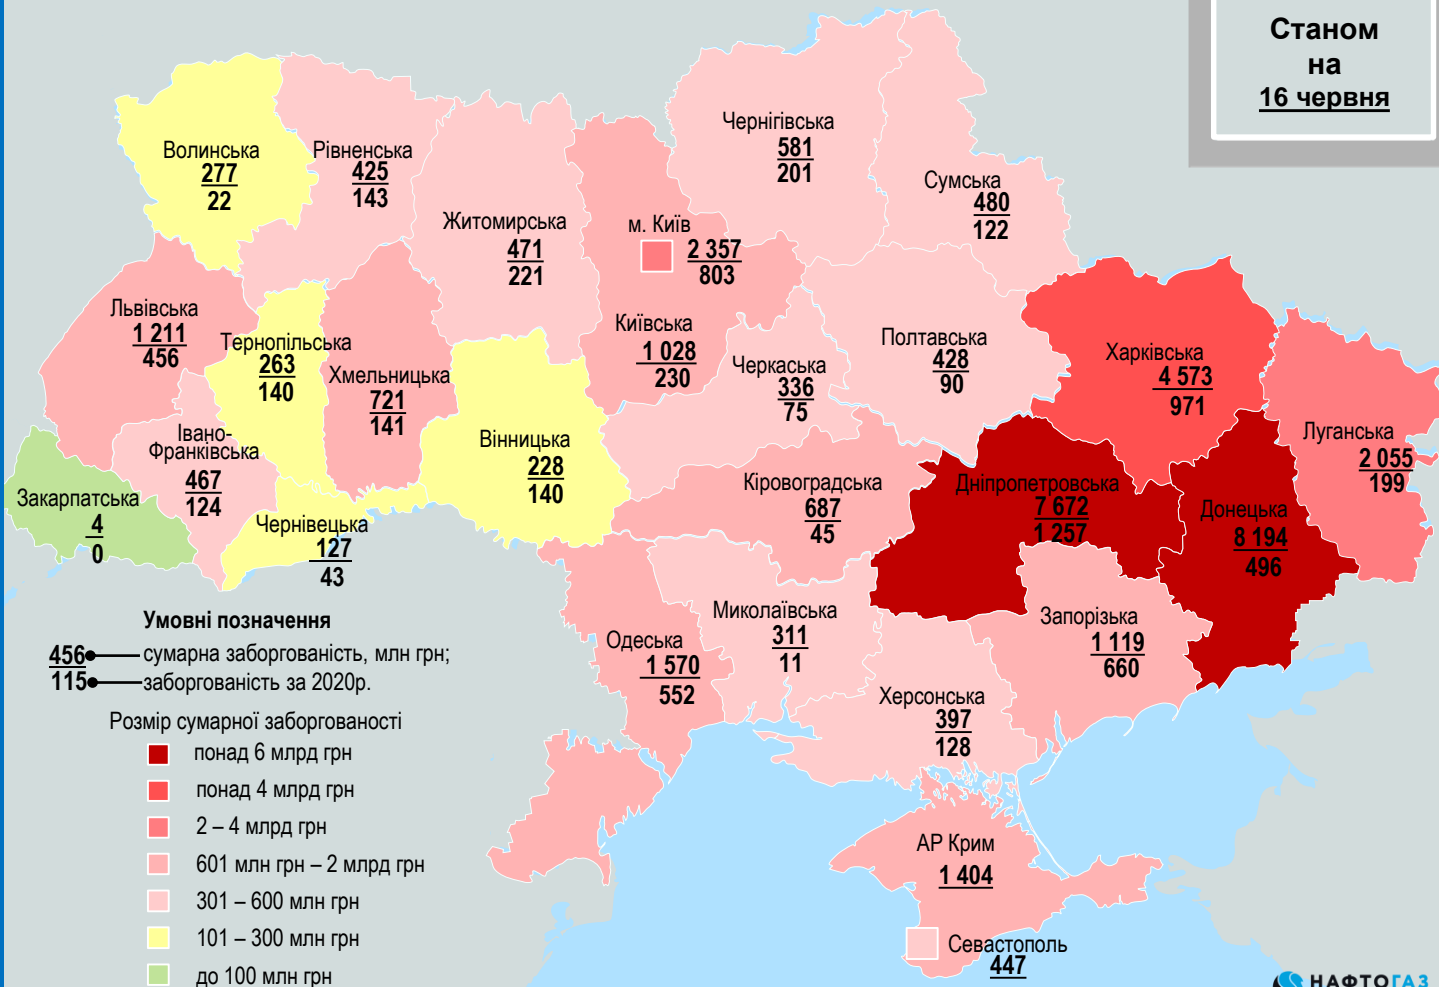 Станом
на
16 червня
Волинська
277
22
Рівненська
425
143
Житомирська
471
221
Чернігівська
581
201
Сумська
480
122
м. Київ
2 357
803
Київська
1 028
230
Львівська
1 211
456
Тернопільська
263
140
Хмельницька
721
141
Вінницька
228
140
Черкаська
336
75
Полтавська
428
90
Харківська
4 573
971
Луганська
2 055
199
Івано-
Франківська
467
124
Закарпатська
4
0
Чернівецька
127
43
Кіровоградська
687
45
Дніпропетровська
7 672
1 257
Донецька
8 194
496
Одеська
1 570
552
Миколаївська
311
11
Запорізька
1 119
660
Херсонська
397
128
АР Крим
1 404
Севастополь
447
Умовні позначення
456 сумарна заборгованість, млн грн;
115 заборгованість за 2020р.
Розмір сумарної заборгованості
понад 6 млрд грн
понад 4 млрд грн
2 – 4 млрд грн
601 млн грн – 2 млрд грн
301 – 600 млн грн
101 – 300 млн грн
до 100 млн грн
НАФТОГАЗ